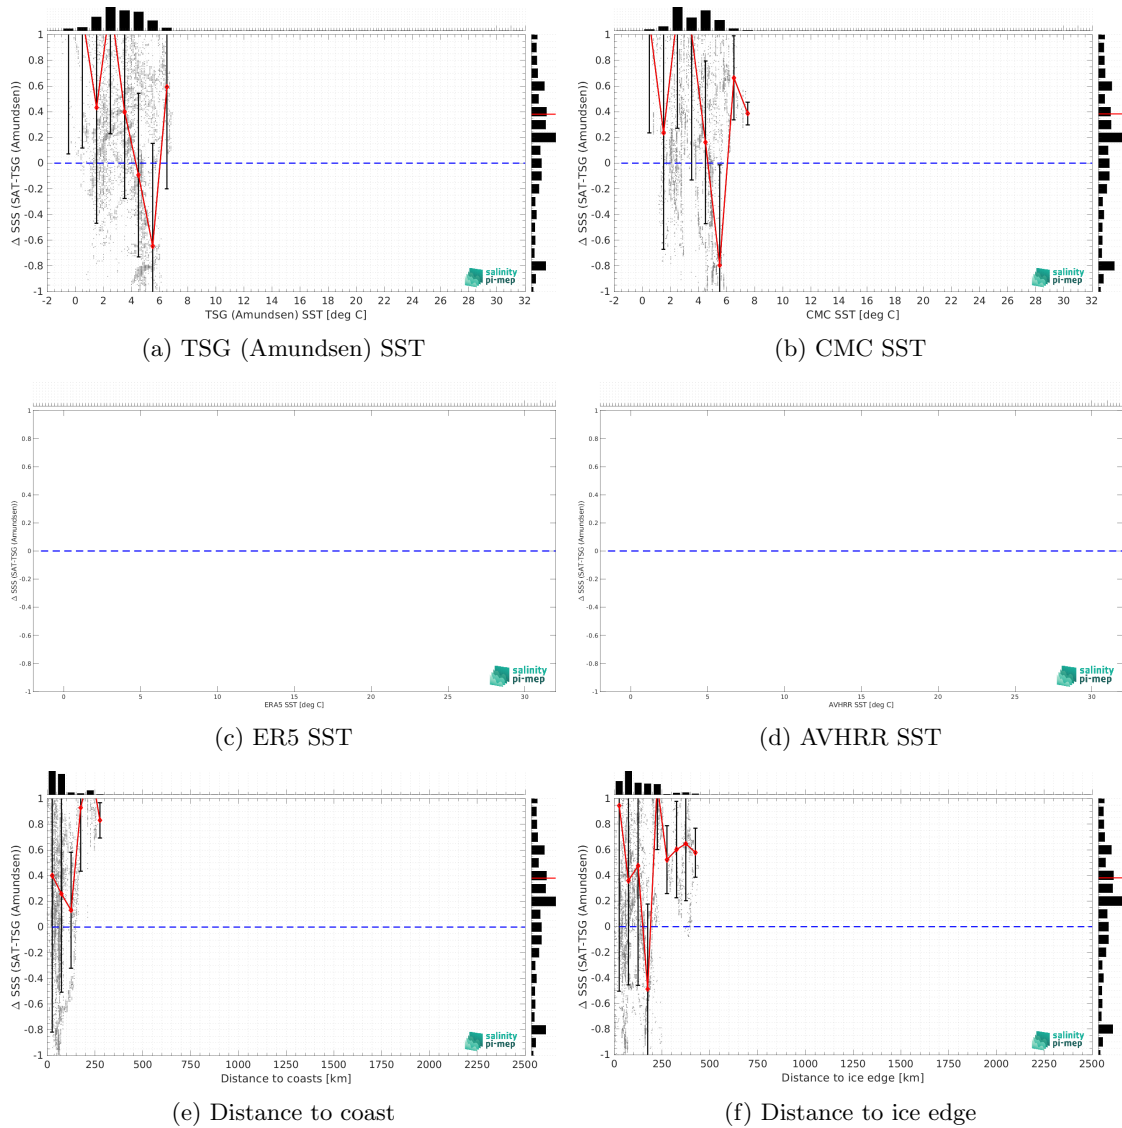 1
0.8
0.6
0.4
0.2
0
-0.2
-0.4
-0.6
-0.8
-1
Δ SSS (SAT-TSG (Amundsen))
-2 0 2 4 6 8 10 12 14 16 18 20 22 24 26 28 30 32
TSG (Amundsen) SST [deg C]
salinity
pi-mep
(a) TSG (Amundsen) SST
1
0.8
0.6
0.4
0.2
0
-0.2
-0.4
-0.6
-0.8
-1
Δ SSS (SAT-TSG (Amundsen))
-2 0 2 4 6 8 10 12 14 16 18 20 22 24 26 28 30 32
CMC SST [deg C]
salinity
pi-mep
(b) CMC SST
1
0.8
0.6
0.4
0.2
0
-0.2
-0.4
-0.6
-0.8
-1
Δ SSS (SAT-TSG (Amundsen))
0 5 10 15 20 25 30
ERA5 SST [deg C]
salinity
pi-mep
(c) ER5 SST
1
0.8
0.6
0.4
0.2
0
-0.2
-0.4
-0.6
-0.8
-1
Δ SSS (SAT-TSG (Amundsen))
0 5 10 15 20 25 30
AVHRR SST [deg C]
salinity
pi-mep
(d) AVHRR SST
1
0.8
0.6
0.4
0.2
0
-0.2
-0.4
-0.6
-0.8
-1
Δ SSS (SAT-TSG (Amundsen))
0 250 500 750 1000 1250 1500 1750 2000 2250 2500
Distance to coasts [km]
salinity
pi-mep
(e) Distance to coast
1
0.8
0.6
0.4
0.2
0
-0.2
-0.4
-0.6
-0.8
-1
Δ SSS (SAT-TSG (Amundsen))
0 250 500 750 1000 1250 1500 1750 2000 2250 2500
Distance to ice edge [km]
salinity
pi-mep
(f) Distance to ice edge